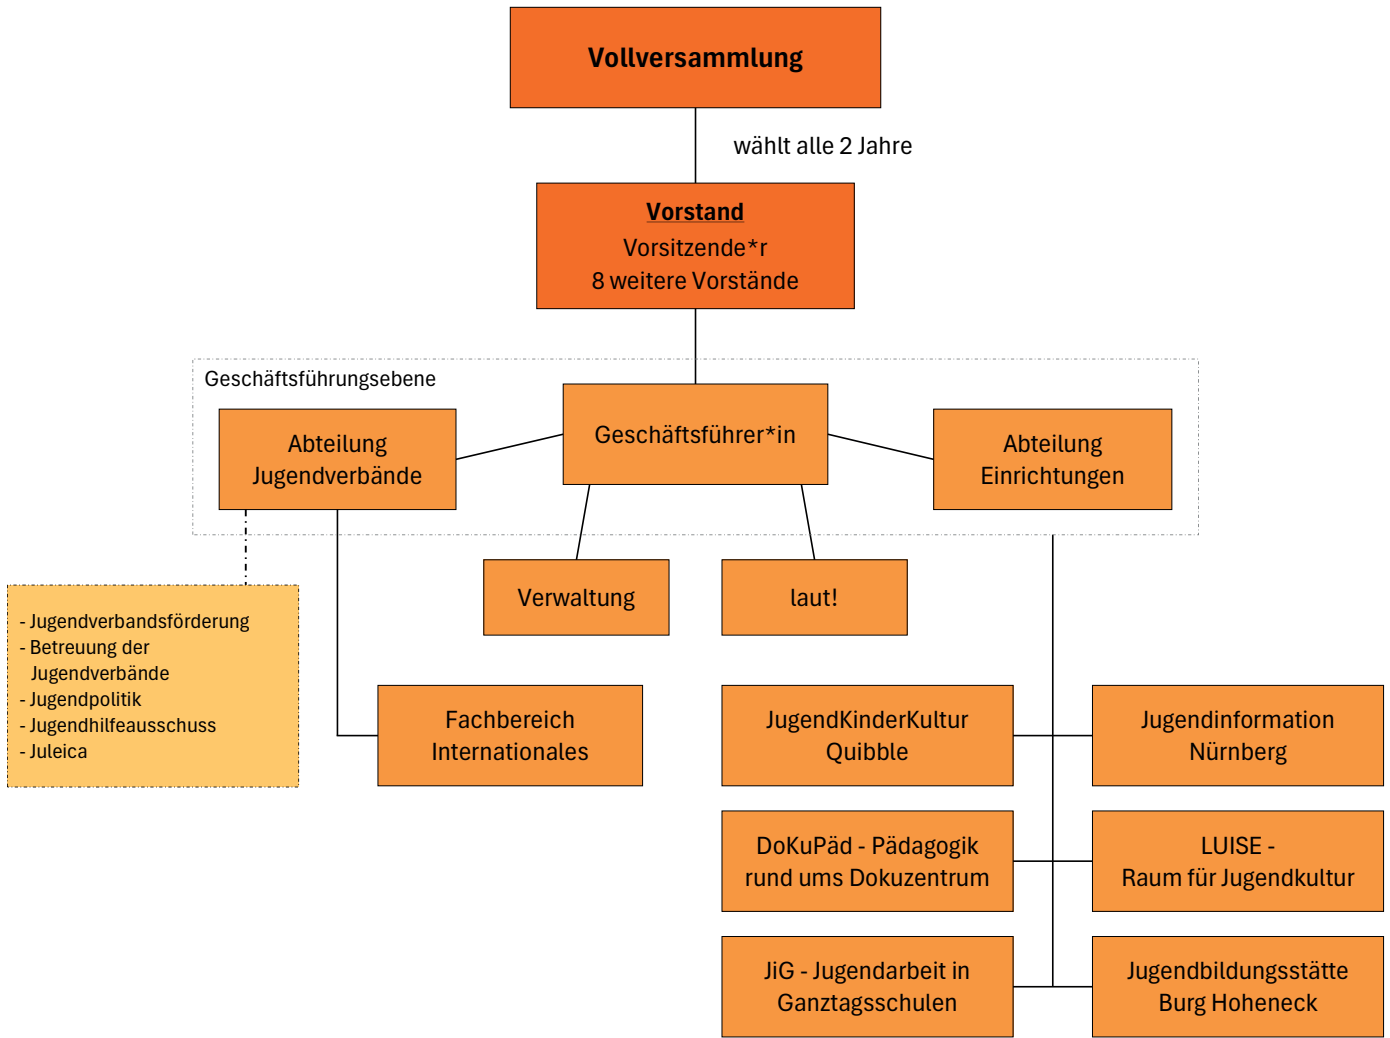 Vollversammlung
wählt alle 2 Jahre
Vorstand
Vorsitzende*r
8 weitere Vorstände
Geschäftsführungsebene
Abteilung
Jugendverbände
Geschäftsführer*in
Abteilung
Einrichtungen
Verwaltung
laut!
- Jugendverbandsförderung
- Betreuung der
Jugendverbände
- Jugendpolitik
- Jugendhilfeausschuss
- Juleica
Fachbereich
Internationales
JugendKinderKultur
Quibble
Jugendinformation
Nürnberg
DoKuPäd - Pädagogik
rund ums Dokuzentrum
LUISE -
Raum für Jugendkultur
JiG - Jugendarbeit in
Ganztagsschulen
Jugendbildungsstätte
Burg Hoheneck